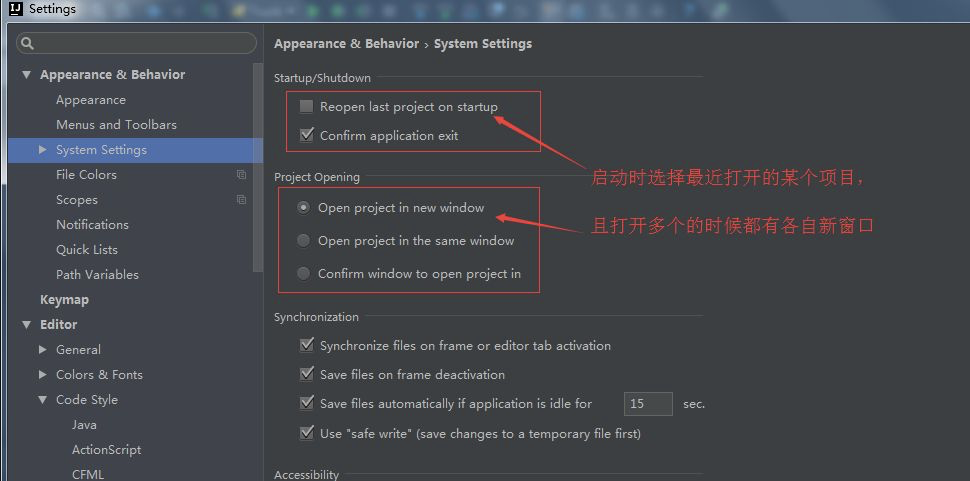 Settings
Appearance & Behavior
Appearance
Menus and Toolbars
System Settings
File Colors
Scopes
Notifications
Quick Lists
Path Variables
Keymap
Editor
General
Colors & Fonts
Code Style
Java
ActionScript
CFML
Appearance & Behavior › System Settings
Startup/Shutdown
Reopen last project on startup
Confirm application exit
启动时选择最近打开的某个项目，
Project Opening
Open project in new window
且打开多个的时候都有各自新窗口
Open project in the same window
Confirm window to open project in
Synchronization
Synchronize files on frame or editor tab activation
Save files on frame deactivation
Save files automatically if application is idle for 15 sec.
Use "safe write" (save changes to a temporary file first)
Accessibility